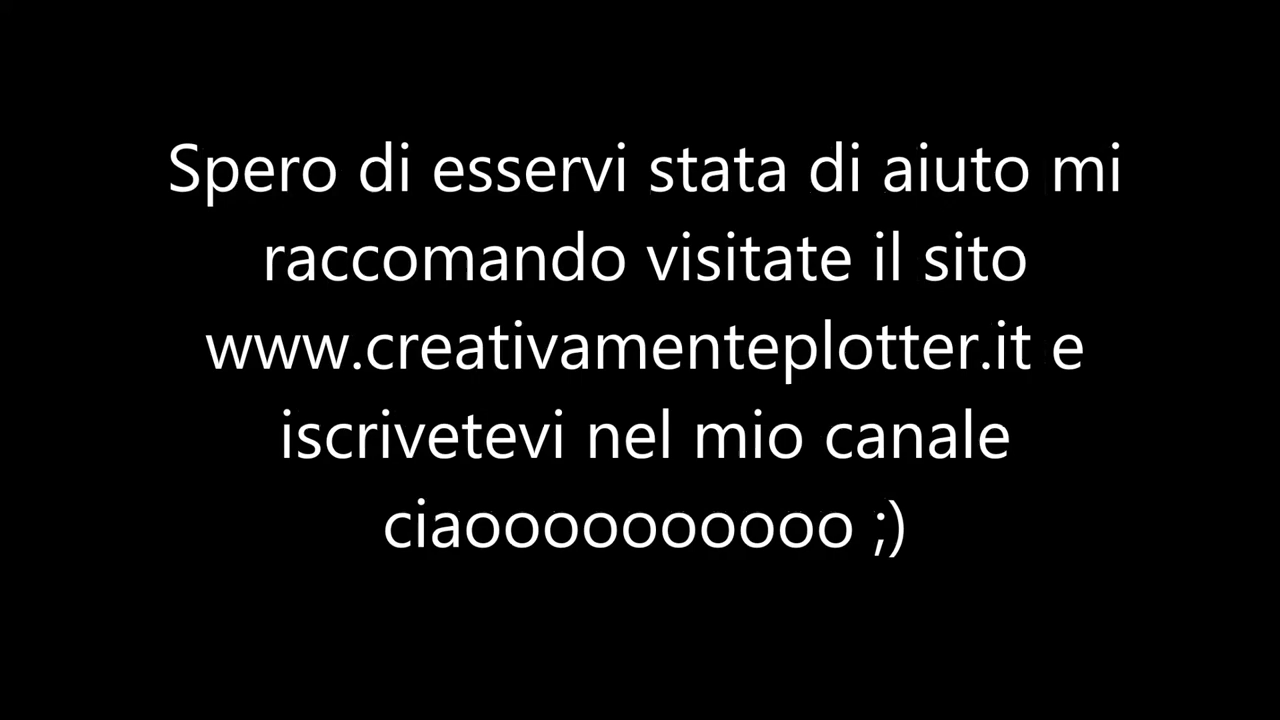 Spero di esservi stata di aiuto mi
raccomando visitate il sito
www.creativamenteplotter.it e
iscrivetevi nel mio canale
ciaoooooooooo ;)